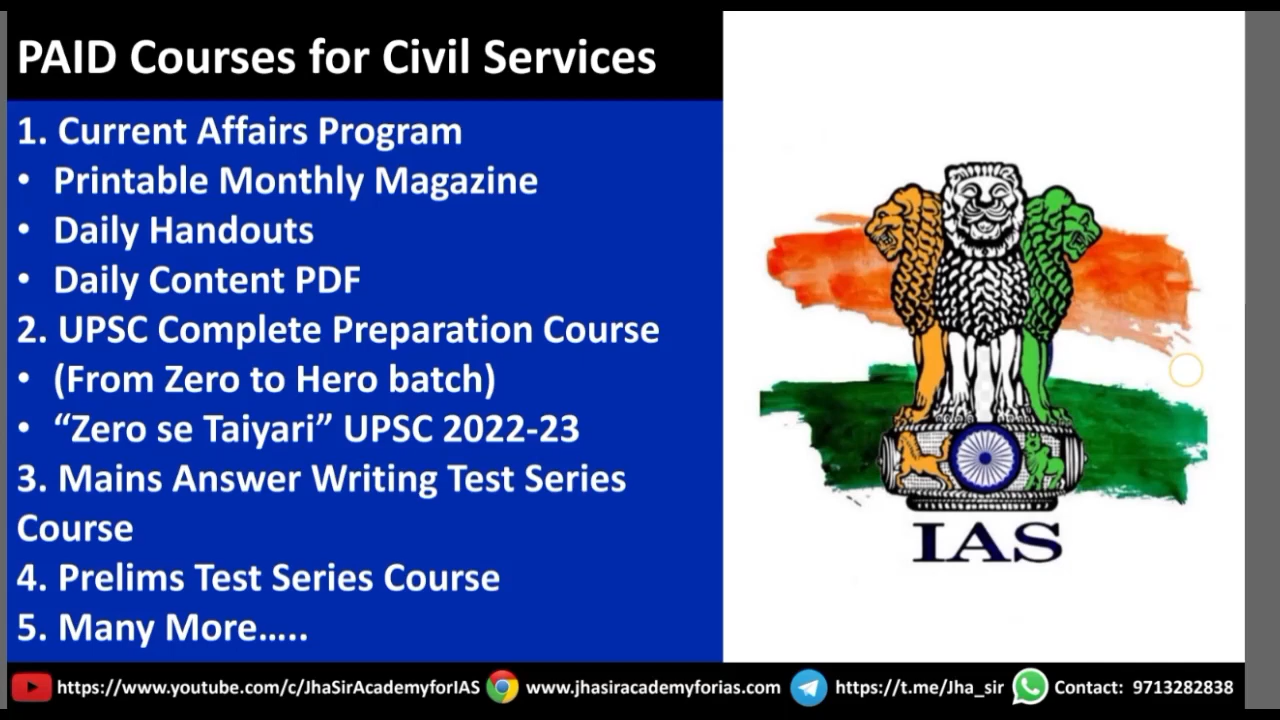 PAID Courses for Civil Services
1. Current Affairs Program
• Printable Monthly Magazine
• Daily Handouts
• Daily Content PDF
2. UPSC Complete Preparation Course
• (From Zero to Hero batch)
• “Zero se Taiyari” UPSC 2022-23
3. Mains Answer Writing Test Series
Course
4. Prelims Test Series Course
5. Many More…..
IAS
https://www.youtube.com/c/JhaSirAcademyforIAS www.jhasiracademyforias.com https://t.me/Jha_sir Contact: 9713282838